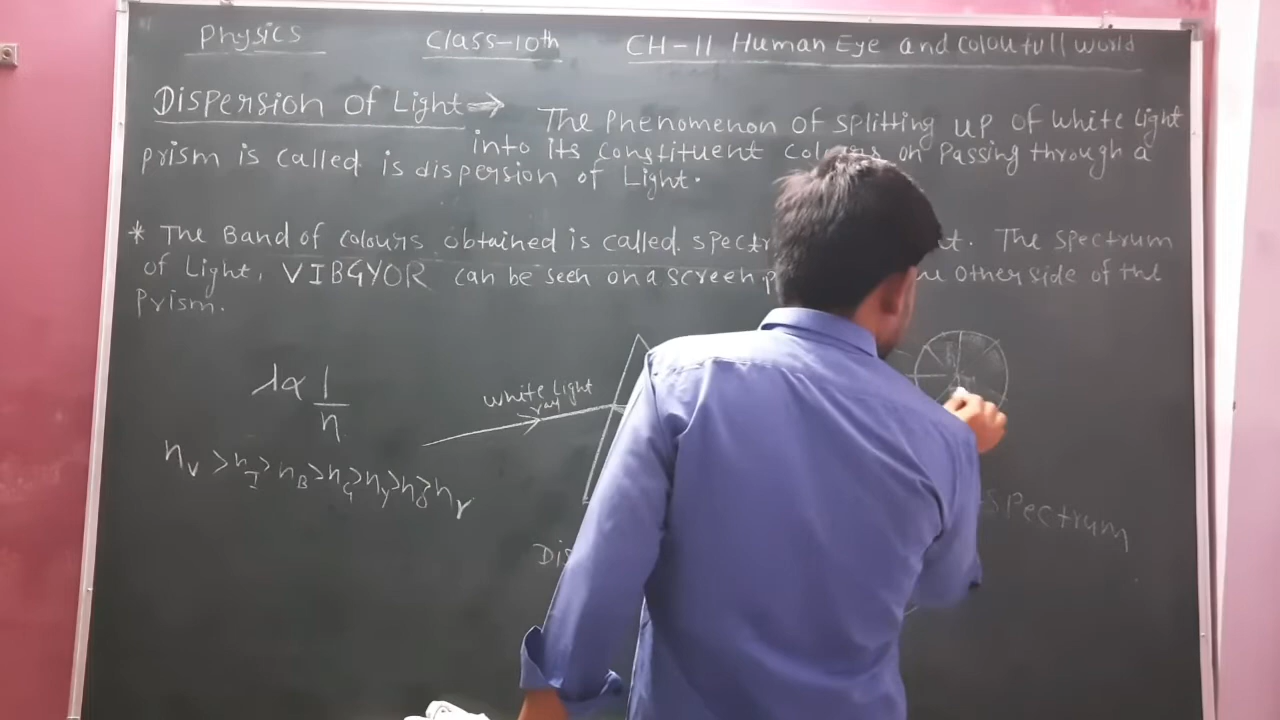 Physics Class-10th CH-11 Human Eye and Colourfull world
Dispersion of Light → The Phenomenon of splitting up of white Light
into its constituent colours on Passing through a
prism is called is dispersion of Light.
* The Band of colours obtained is called spectr t. The spectrum
of Light, VIBGYOR can be seen on a screen p Other side of the
Prism.
λ ∝ 1/n
white light
ray
nV > nI > nB > nG > ny > nO > nr
spectrum
Dis